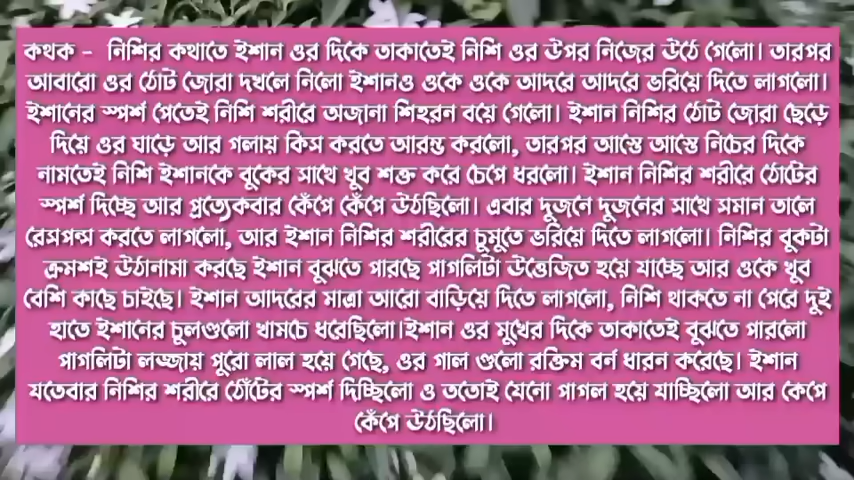 কথক - নিশির কথাতে ইশান ওর দিকে তাকাতেই নিশি ওর উপর নিজের উঠে গেলো। তারপর
আবারো ওর ঠোট জোরা দখলে নিলো ইশানও ওকে ওকে আদরে আদরে ভরিয়ে দিতে লাগলো।
ইশানের স্পর্শ পেতেই নিশি শরীরে অজানা শিহরন বয়ে গেলো। ইশান নিশির ঠোট জোরা ছেড়ে
দিয়ে ওর ঘাড়ে আর গলায় কিস করতে আরম্ভ করলো, তারপর আস্তে আস্তে নিচের দিকে
নামতেই নিশি ইশানকে বুকের সাথে খুব শক্ত করে চেপে ধরলো। ইশান নিশির শরীরে ঠোটের
স্পর্শ দিচ্ছে আর প্রত্যেকবার কেঁপে কেঁপে উঠছিলো। এবার দুজনে দুজনের সাথে সমান তালে
রেসপন্স করতে লাগলো, আর ইশান নিশির শরীরের চুমুতে ভরিয়ে দিতে লাগলো। নিশির বুকটা
ক্রমশই উঠানামা করছে ইশান বুঝতে পারছে পাগলিটা উত্তেজিত হয়ে যাচ্ছে আর ওকে খুব
বেশি কাছে চাইছে। ইশান আদরের মাত্রা আরো বাড়িয়ে দিতে লাগলো, নিশি থাকতে না পেরে দুই
হাতে ইশানের চুলগুলো খামচে ধরেছিলো।ইশান ওর মুখের দিকে তাকাতেই বুঝতে পারলো
পাগলিটা লজ্জায় পুরো লাল হয়ে গেছে, ওর গাল গুলো রক্তিম বর্ন ধারন করেছে। ইশান
যতেবার নিশির শরীরে ঠোঁটের স্পর্শ দিচ্ছিলো ও ততোই যেনো পাগল হয়ে যাচ্ছিলো আর কেপে
কেঁপে উঠছিলো।